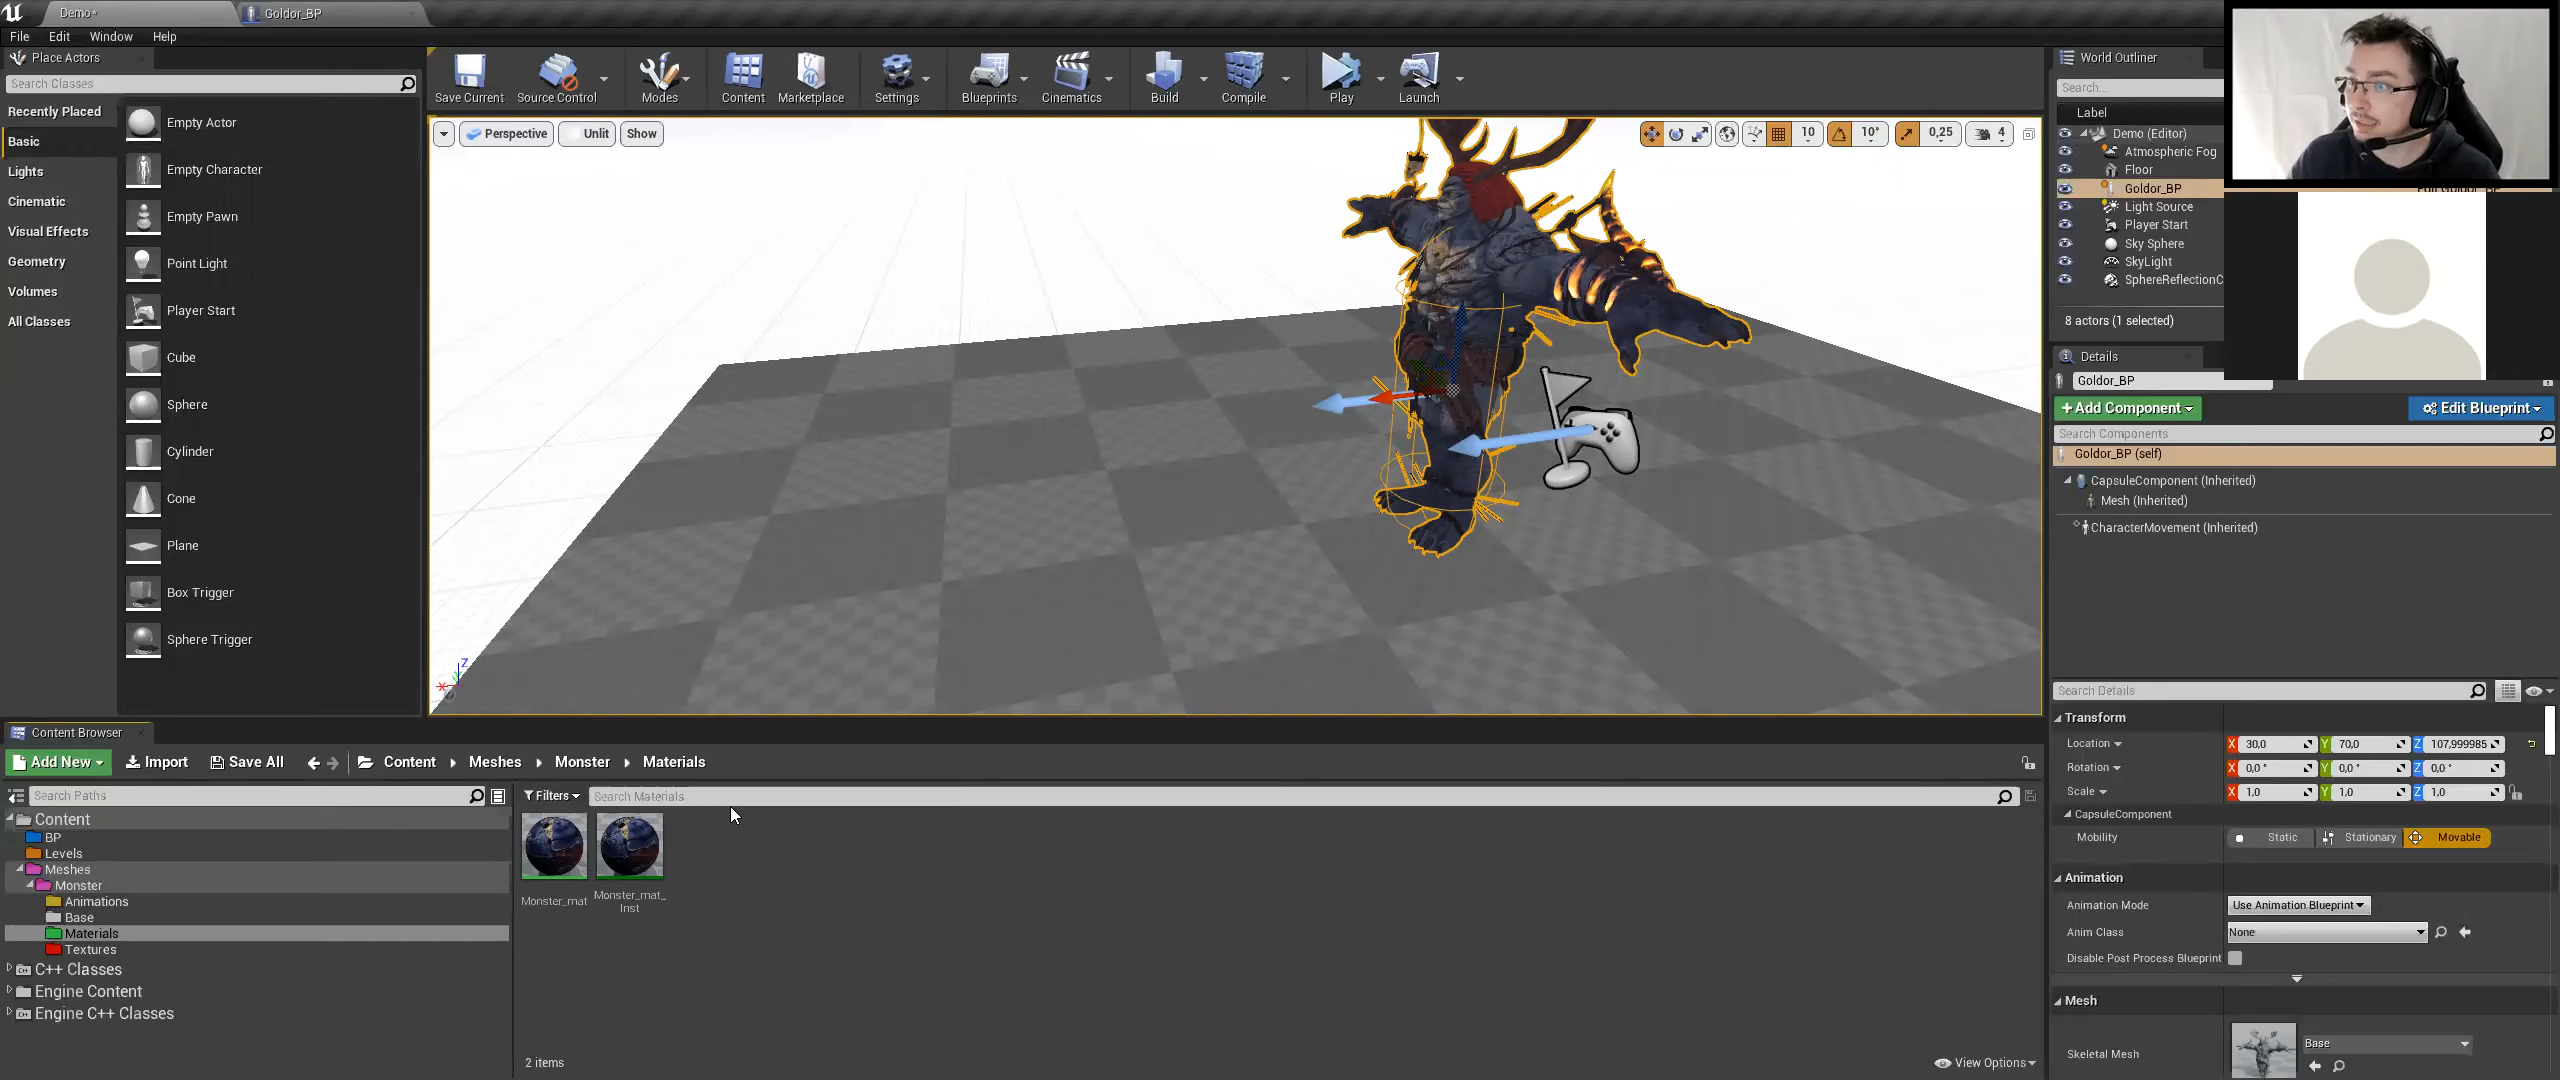 Demo*
Goldor_BP
File Edit Window Help
Place Actors
Search Classes
Recently Placed
Basic
Lights
Cinematic
Visual Effects
Geometry
Volumes
All Classes
Empty Actor
Empty Character
Empty Pawn
Point Light
Player Start
Cube
Sphere
Cylinder
Cone
Plane
Box Trigger
Sphere Trigger
Save Current
Source Control
Modes
Content
Marketplace
Settings
Blueprints
Cinematics
Build
Compile
Play
Launch
Perspective
Unlit
Show
10
10°
0,25
4
Z
X
World Outliner
Search...
Label
Demo (Editor)
Atmospheric Fog
Floor
Goldor_BP
Light Source
Player Start
Sky Sphere
SkyLight
SphereReflectionC
8 actors (1 selected)
Details
Goldor_BP
+Add Component
Edit Blueprint
Search Components
Goldor_BP (self)
CapsuleComponent (Inherited)
Mesh (Inherited)
CharacterMovement (Inherited)
Search Details
Transform
Location X 30,0 Y 70,0 Z 107,999985
Rotation X 0,0 ° Y 0,0 ° Z 0,0 °
Scale X 1,0 Y 1,0 Z 1,0
CapsuleComponent
Mobility Static Stationary Movable
Animation
Animation Mode Use Animation Blueprint
Anim Class None
Disable Post Process Blueprint
Mesh
Skeletal Mesh Base
Content Browser
Add New Import Save All Content Meshes Monster Materials
Search Paths
Filters
Search Materials
Content
BP
Levels
Meshes
Monster
Animations
Base
Materials
Textures
C++ Classes
Engine Content
Engine C++ Classes
Monster_mat
Monster_mat_
Inst
2 items
View Options